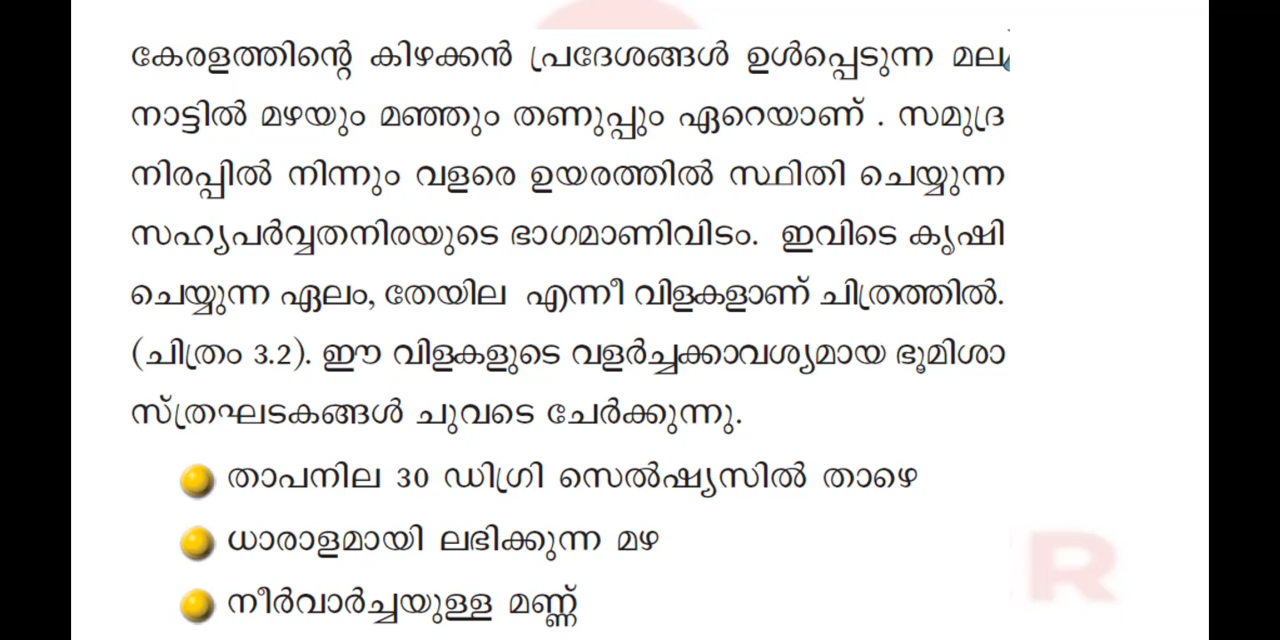 കേരളത്തിന്റെ കിഴക്കൻ പ്രദേശങ്ങൾ ഉൾപ്പെടുന്ന മല
നാട്ടിൽ മഴയും മഞ്ഞും തണുപ്പും ഏറെയാണ് . സമുദ്ര
നിരപ്പിൽ നിന്നും വളരെ ഉയരത്തിൽ സ്ഥിതി ചെയ്യുന്ന
സഹ്യപർവ്വതനിരയുടെ ഭാഗമാണിവിടം. ഇവിടെ കൃഷി
ചെയ്യുന്ന ഏലം, തേയില എന്നീ വിളകളാണ് ചിത്രത്തിൽ.
(ചിത്രം 3.2). ഈ വിളകളുടെ വളർച്ചക്കാവശ്യമായ ഭൂമിശാ
സ്ത്രഘടകങ്ങൾ ചുവടെ ചേർക്കുന്നു.
താപനില 30 ഡിഗ്രി സെൽഷ്യസിൽ താഴെ
ധാരാളമായി ലഭിക്കുന്ന മഴ
നീർവാർച്ചയുള്ള മണ്ണ്
R